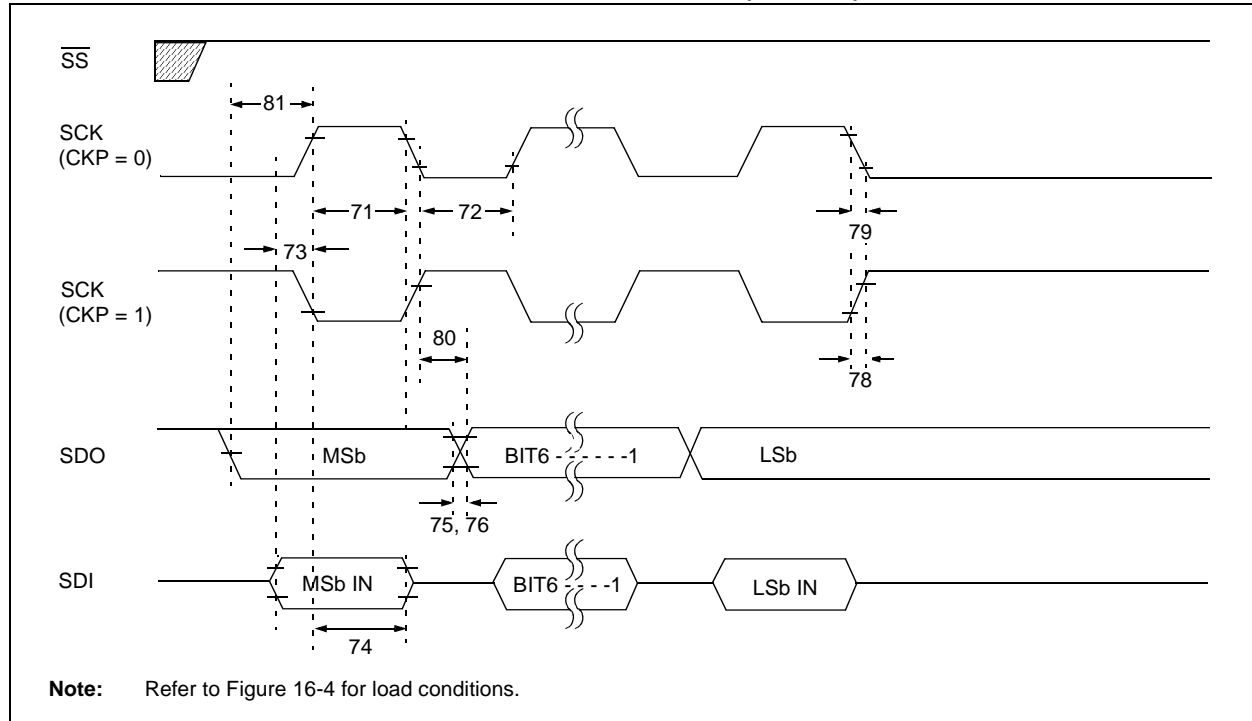 SS
81
SCK
(CKP = 0)
71
72
79
73
SCK
(CKP = 1)
80
78
SDO
MSb
BIT6 - - - - - -1
LSb
75, 76
SDI
MSb IN
BIT6 - - - -1
LSb IN
74
Note: Refer to Figure 16-4 for load conditions.